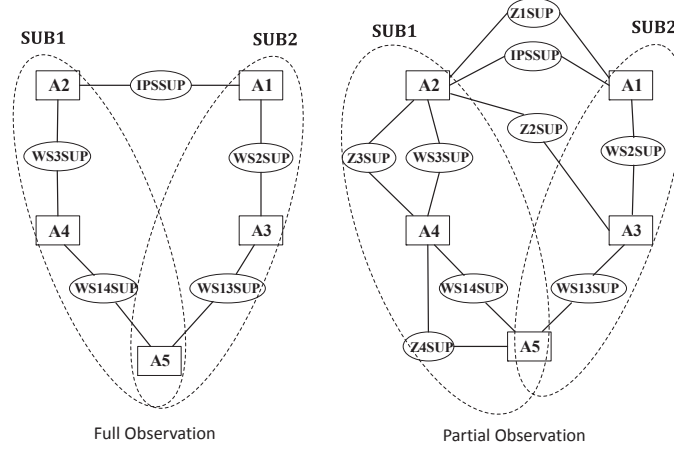 SUB1
SUB2
A2
IPSSUP
A1
WS3SUP
WS2SUP
A4
A3
WS14SUP
WS13SUP
A5
Full Observation
Z1SUP
SUB1
SUB2
IPSSUP
A2
A1
Z2SUP
Z3SUP
WS3SUP
WS2SUP
A4
A3
WS14SUP
WS13SUP
Z4SUP
A5
Partial Observation